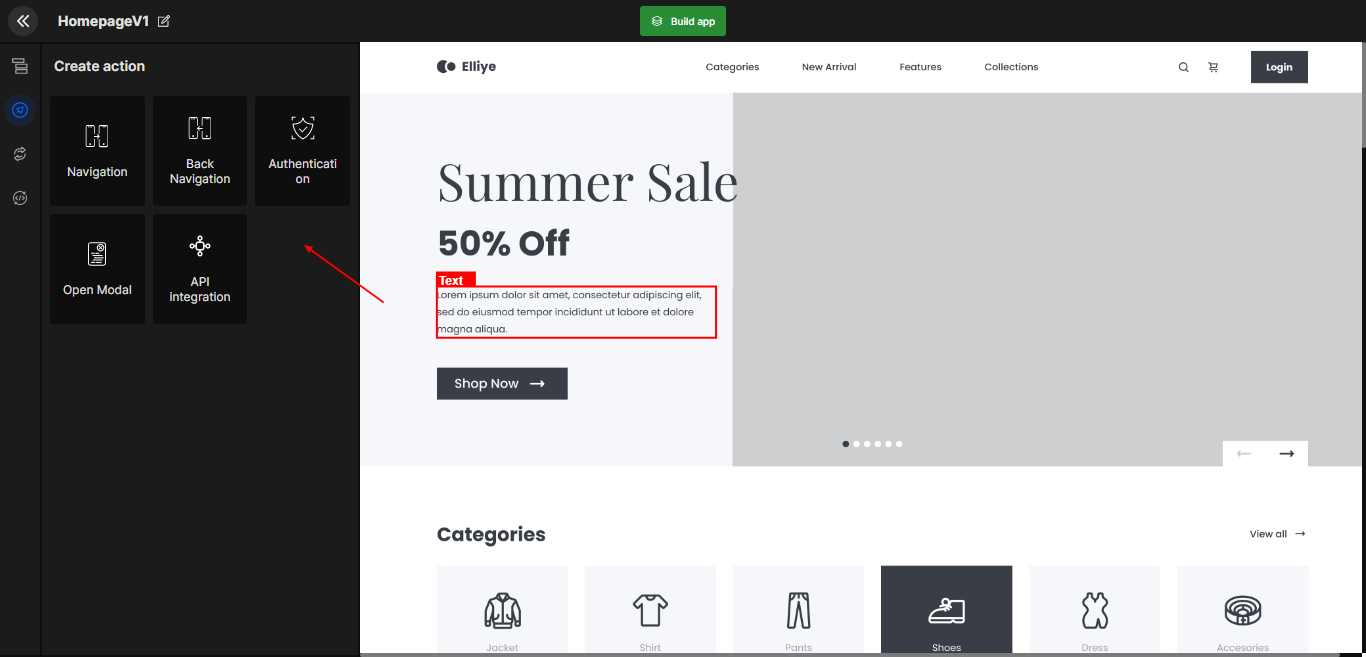 HomepageV1
Build app
Create action
Navigation
Back
Navigation
Authenticati
on
Open Modal
API
integration
Elliye
Categories
New Arrival
Features
Collections
Login
Summer Sale
50% Off
Text
Lorem ipsum dolor sit amet, consectetur adipiscing elit,
sed do eiusmod tempor incididunt ut labore et dolore
magna aliqua.
Shop Now
Categories
View all
Jacket
Shirt
Pants
Shoes
Dress
Accesories